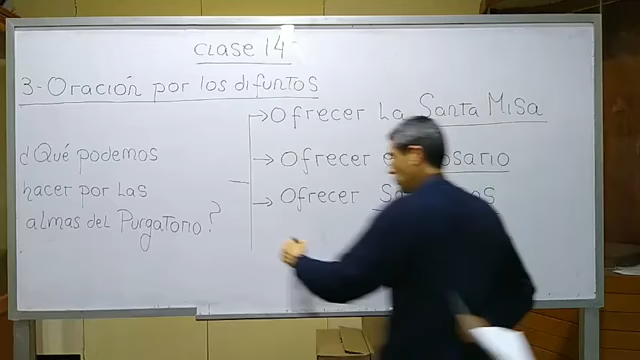 CLASE 14
3-Oración por los difuntos
→Ofrecer La Santa Misa
¿Qué podemos
hacer por Las
almas del Purgatorio?
→ Ofrecer
→ Ofrecer